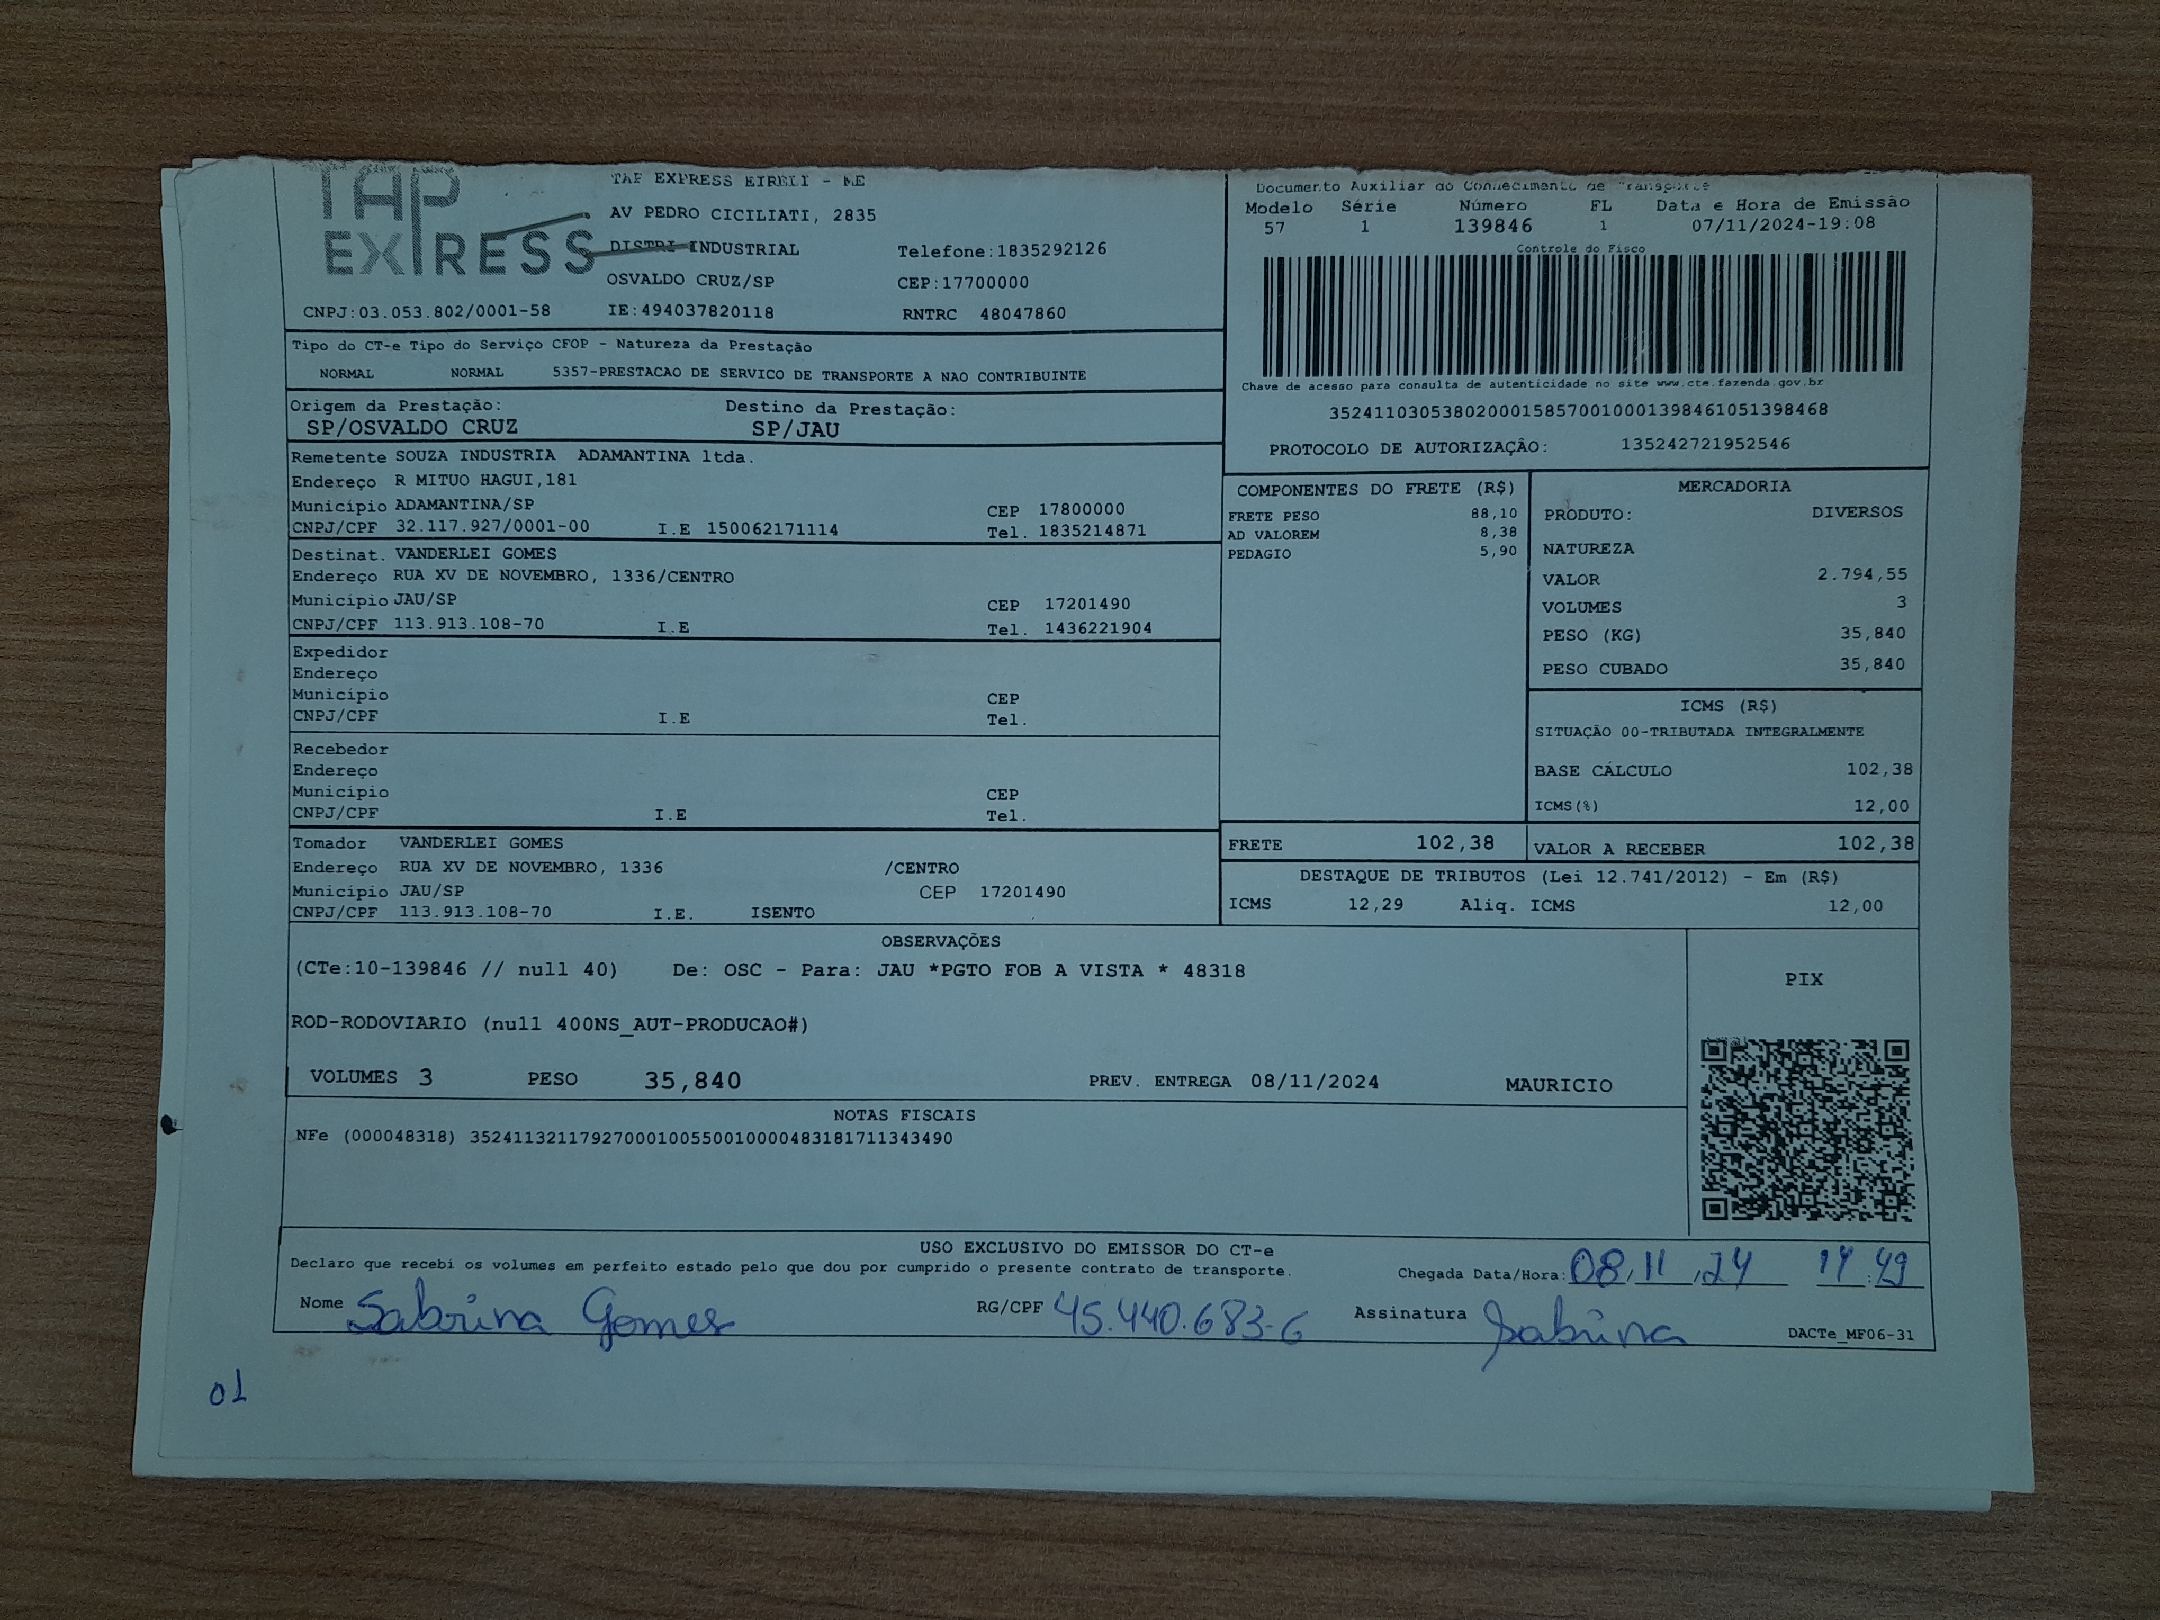 TAP EXPRESS
TAP EXPRESS EIRELI - ME
AV PEDRO CICILIATI, 2835
DISTRI INDUSTRIAL Telefone:1835292126
OSVALDO CRUZ/SP CEP:17700000
CNPJ:03.053.802/0001-58 IE:494037820118 RNTRC 48047860
Documento Auxiliar do Conhecimento de Transporte
Modelo Série Número FL Data e Hora de Emissão
57 1 139846 1 07/11/2024-19:08
Controle do Fisco
Chave de acesso para consulta de autenticidade no site www.cte.fazenda.gov.br
35241103053802000158570010001398461051398468
PROTOCOLO DE AUTORIZAÇÃO: 135242721952546
Tipo do CT-e Tipo do Serviço CFOP - Natureza da Prestação
NORMAL NORMAL 5357-PRESTACAO DE SERVICO DE TRANSPORTE A NAO CONTRIBUINTE
Origem da Prestação: Destino da Prestação:
SP/OSVALDO CRUZ SP/JAU
Remetente SOUZA INDUSTRIA ADAMANTINA ltda.
Endereço R MITUO HAGUI,181
Município ADAMANTINA/SP CEP 17800000
CNPJ/CPF 32.117.927/0001-00 I.E 150062171114 Tel. 1835214871
Destinat. VANDERLEI GOMES
Endereço RUA XV DE NOVEMBRO, 1336/CENTRO
Município JAU/SP CEP 17201490
CNPJ/CPF 113.913.108-70 I.E Tel. 1436221904
Expedidor
Endereço
Município CEP
CNPJ/CPF I.E Tel.
Recebedor
Endereço
Município CEP
CNPJ/CPF I.E Tel.
Tomador VANDERLEI GOMES
Endereço RUA XV DE NOVEMBRO, 1336 /CENTRO
Município JAU/SP CEP 17201490
CNPJ/CPF 113.913.108-70 I.E. ISENTO
COMPONENTES DO FRETE (R$)
FRETE PESO 88,10
AD VALOREM 8,38
PEDAGIO 5,90
MERCADORIA
PRODUTO: DIVERSOS
NATUREZA
VALOR 2.794,55
VOLUMES 3
PESO (KG) 35,840
PESO CUBADO 35,840
ICMS (R$)
SITUAÇÃO 00-TRIBUTADA INTEGRALMENTE
BASE CÁLCULO 102,38
ICMS(%) 12,00
FRETE 102,38 VALOR A RECEBER 102,38
DESTAQUE DE TRIBUTOS (Lei 12.741/2012) - Em (R$)
ICMS 12,29 Aliq. ICMS 12,00
OBSERVAÇÕES
(CTe:10-139846 // null 40) De: OSC - Para: JAU *PGTO FOB A VISTA * 48318
ROD-RODOVIARIO (null 400NS_AUT-PRODUCAO#)
VOLUMES 3 PESO 35,840 PREV. ENTREGA 08/11/2024 MAURICIO
PIX
NOTAS FISCAIS
NFe (000048318) 35241132117927000100550010000483181711343490
USO EXCLUSIVO DO EMISSOR DO CT-e
Declaro que recebi os volumes em perfeito estado pelo que dou por cumprido o presente contrato de transporte. Chegada Data/Hora: 08/11/24 14:49
Nome Sabrina Gomes RG/CPF 45.440.683-6 Assinatura Sabrina DACTe_MF06-31
01